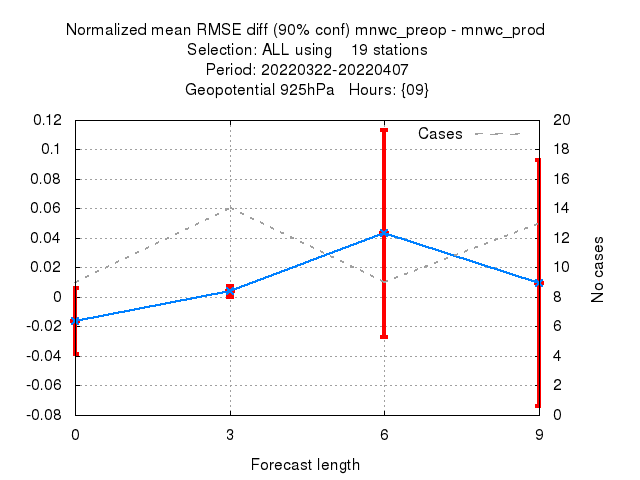 Normalized mean RMSE diff (90% conf) mnwc_preop - mnwc_prod
Selection: ALL using    19 stations
Period: 20220322-20220407
Geopotential 925hPa   Hours: {09}
Cases
0.12
0.1
0.08
0.06
0.04
0.02
0
-0.02
-0.04
-0.06
-0.08
20
18
16
14
12
10
8
6
4
2
0
No cases
0 3 6 9
Forecast length